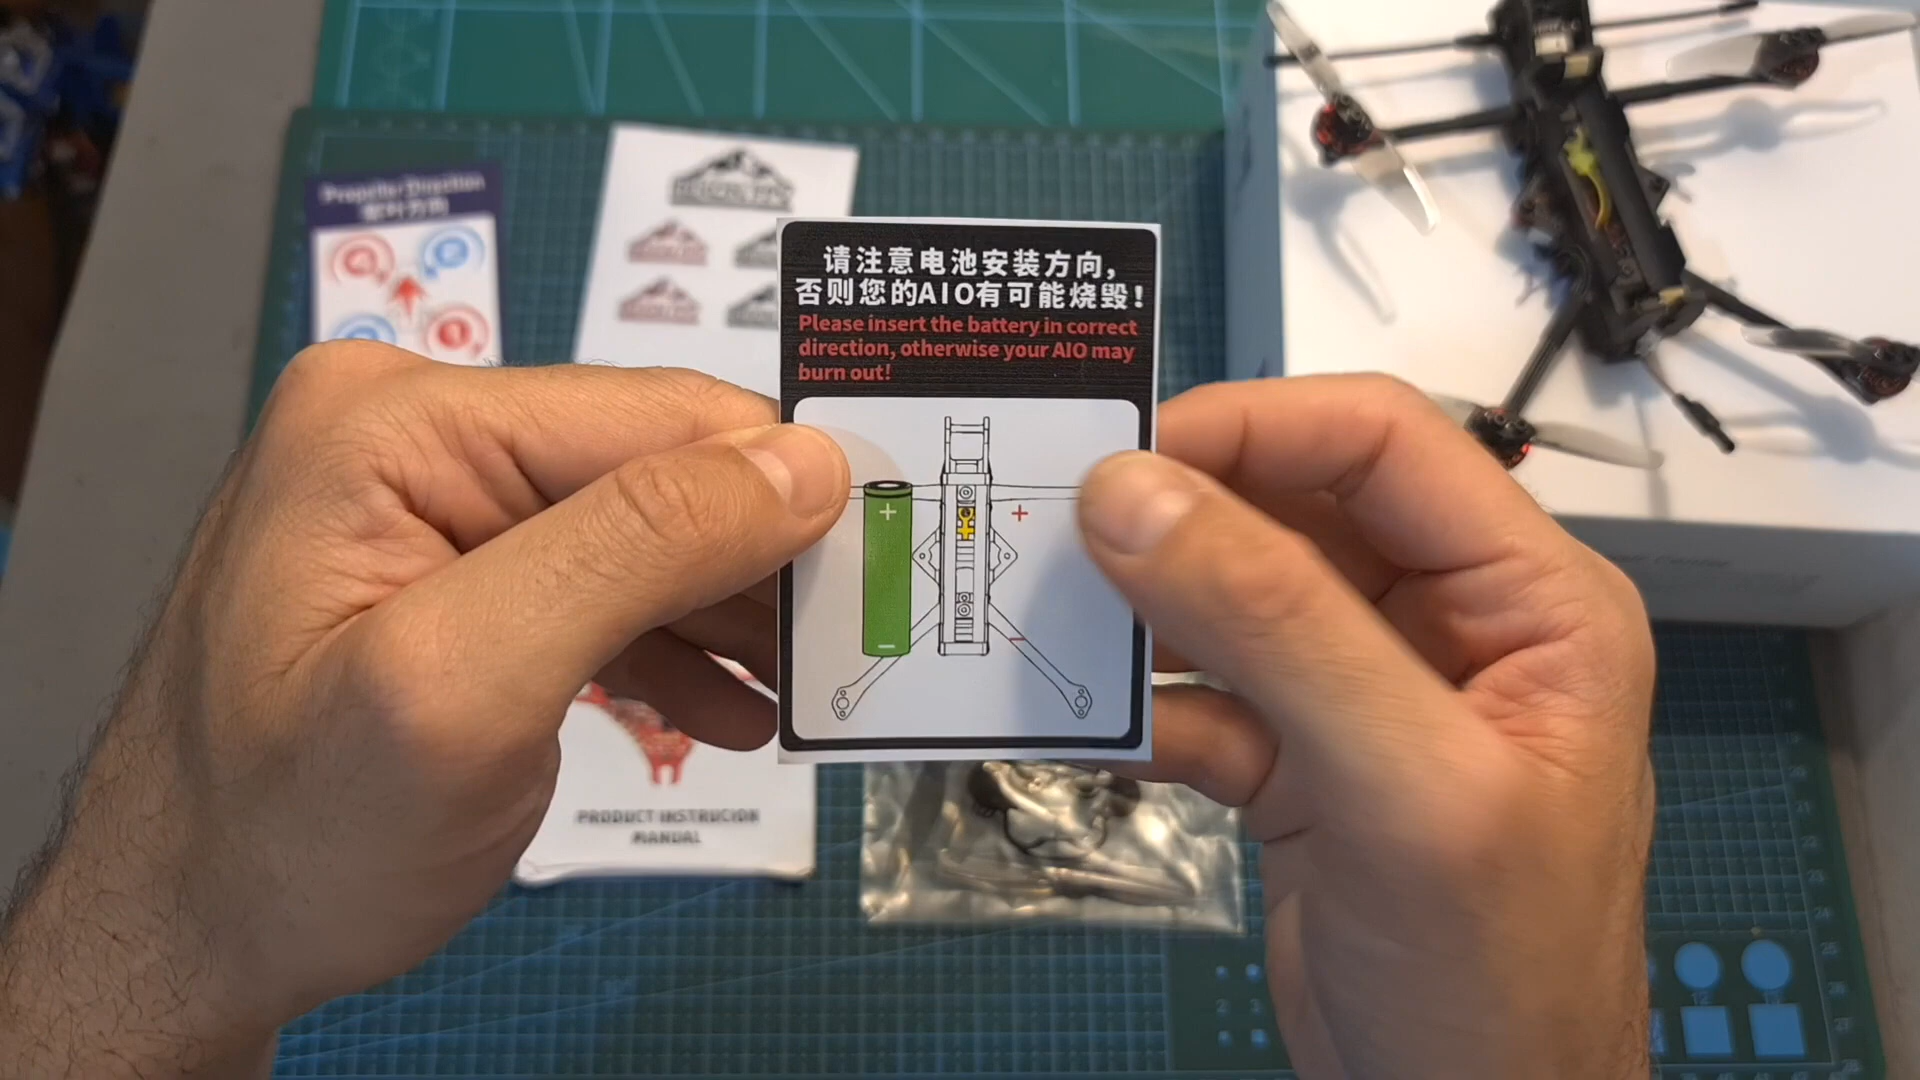 Propeller Direction
请注意电池安装方向，
否则您的AIO有可能烧毁！
Please insert the battery in correct
direction, otherwise your AIO may
burn out!
+
+
−
−
PRODUCT INSTRUCION
MANUAL